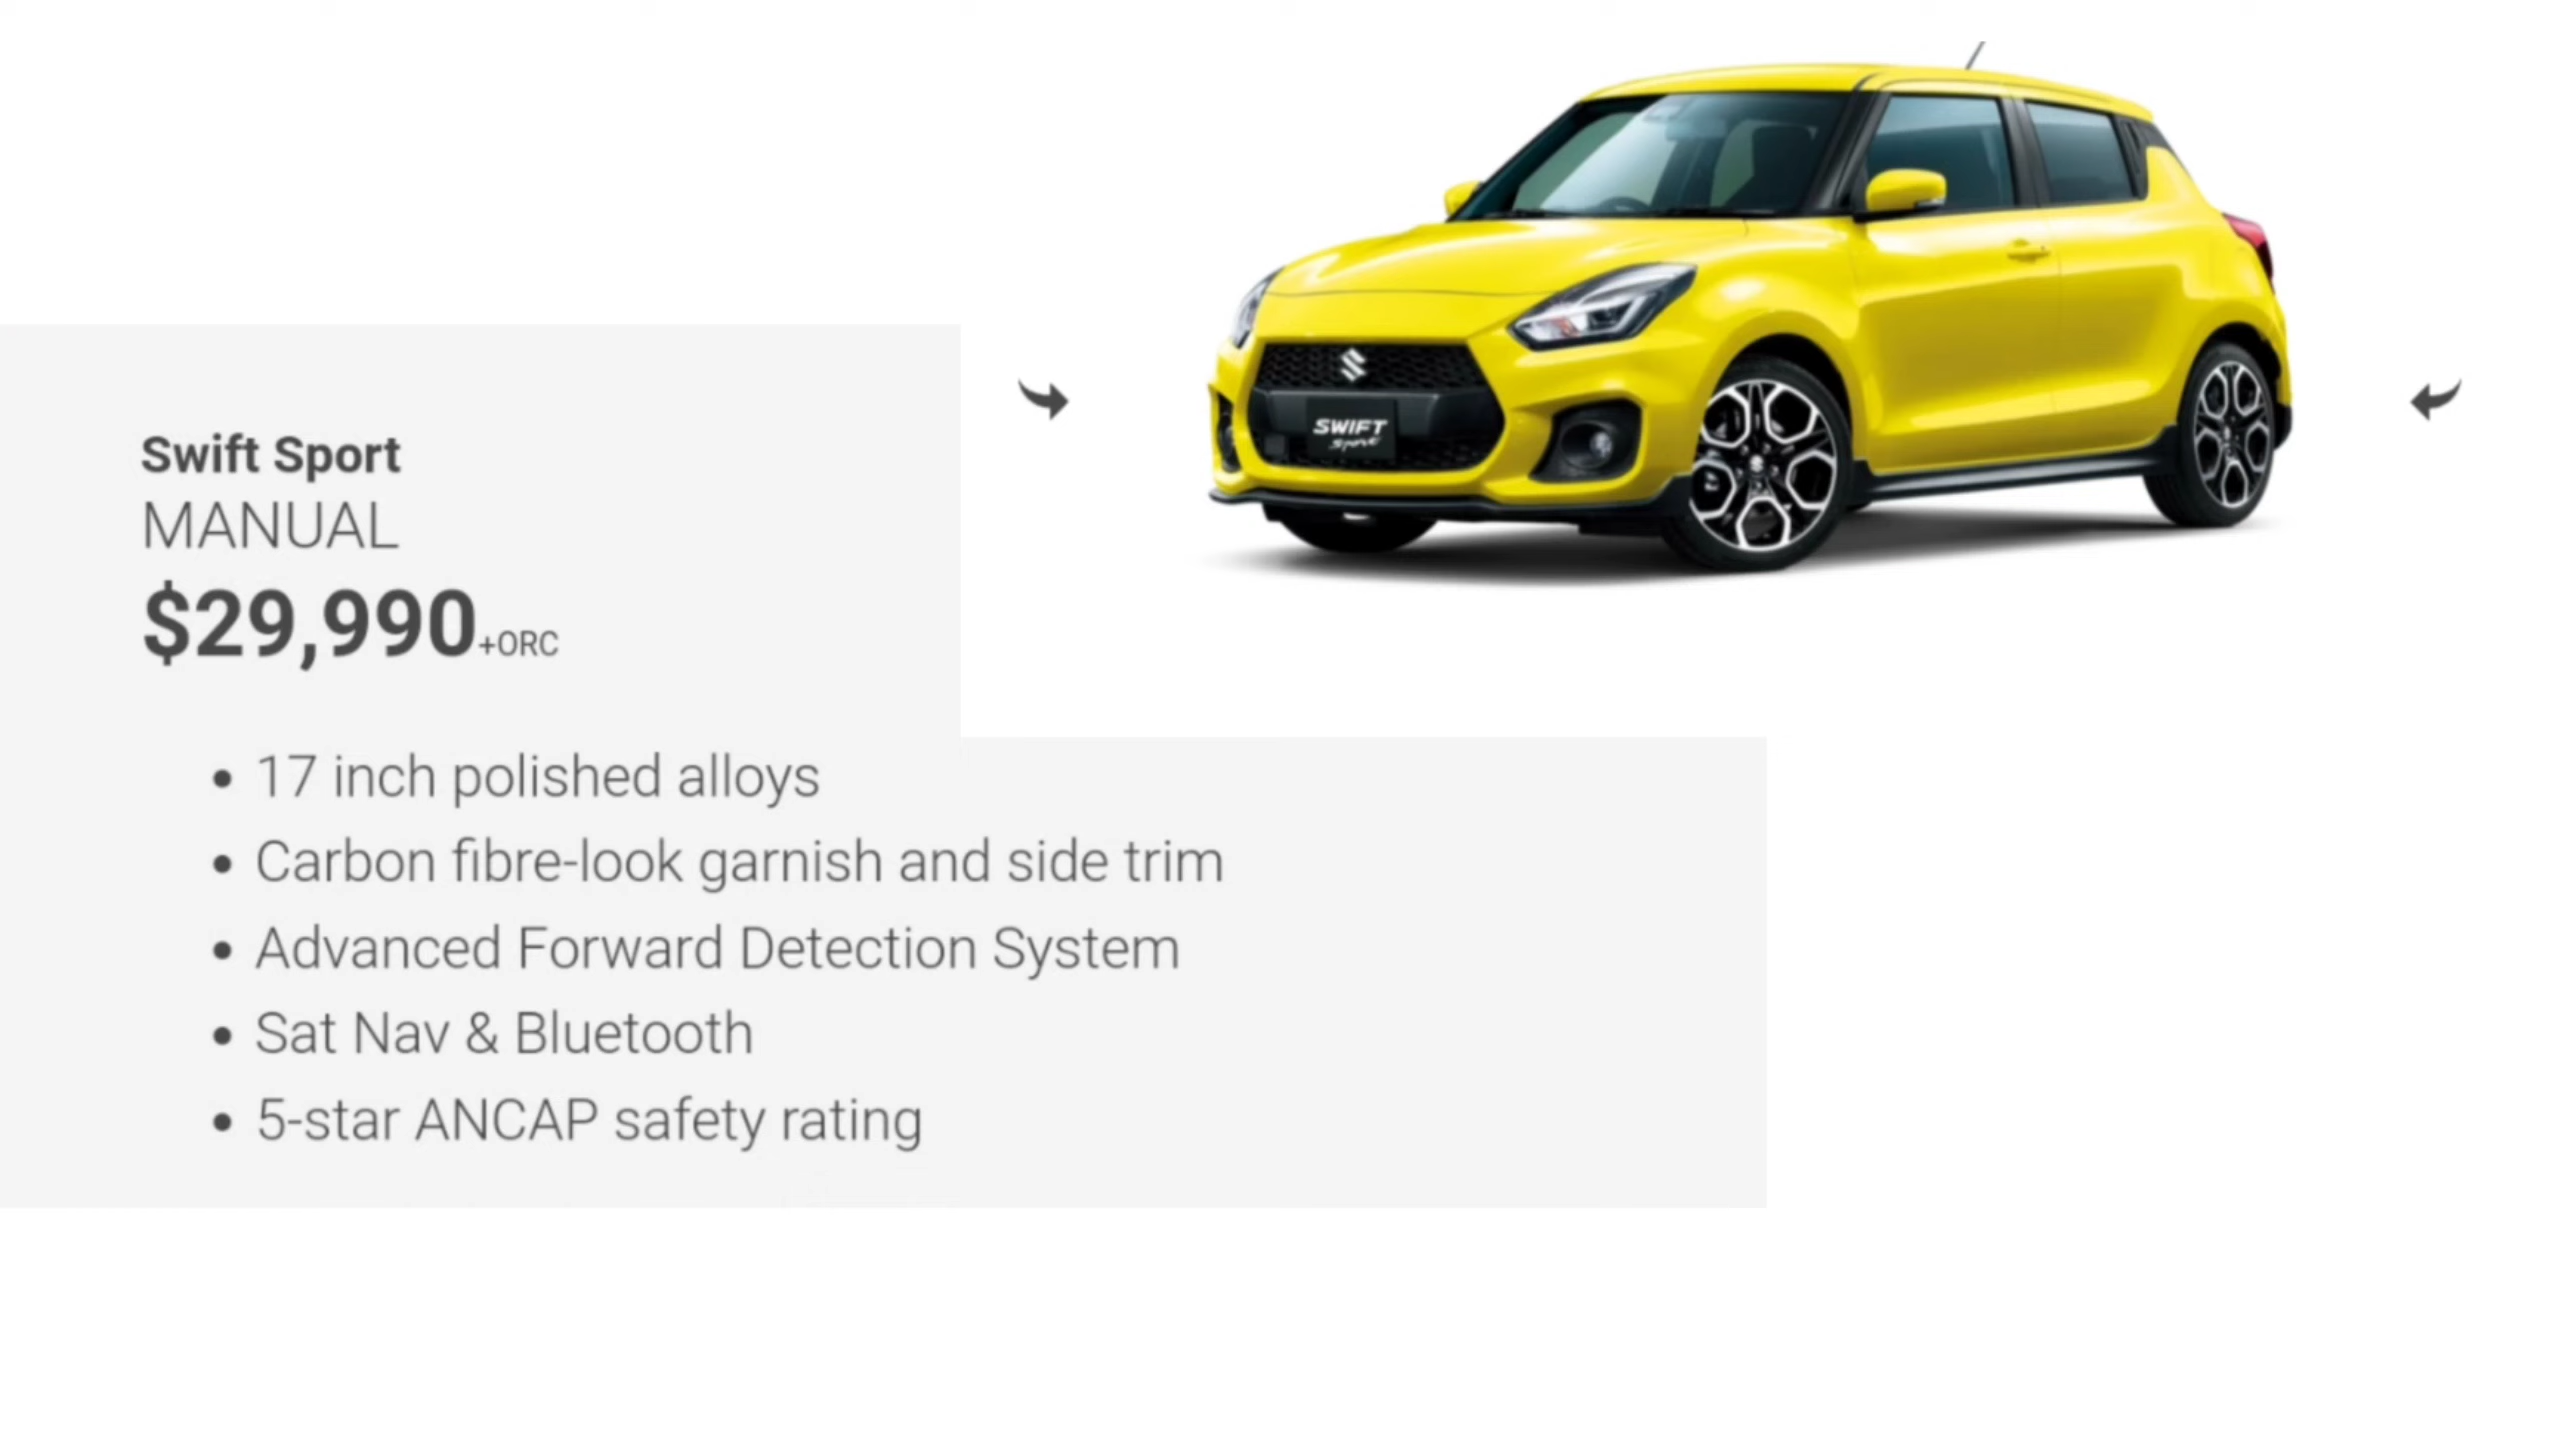 Swift Sport
MANUAL
$29,990+ORC
SWIFT
Sport
• 17 inch polished alloys
• Carbon fibre-look garnish and side trim
• Advanced Forward Detection System
• Sat Nav & Bluetooth
• 5-star ANCAP safety rating